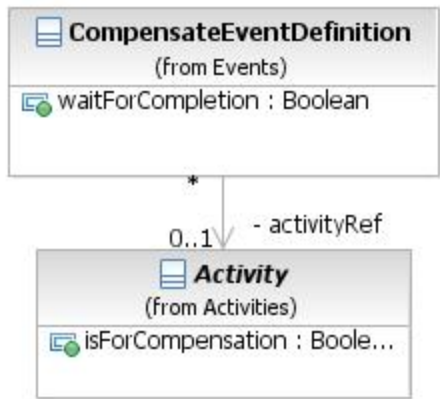 CompensateEventDefinition
(from Events)
waitForCompletion : Boolean
*
0..1
- activityRef
Activity
(from Activities)
isForCompensation : Boole...